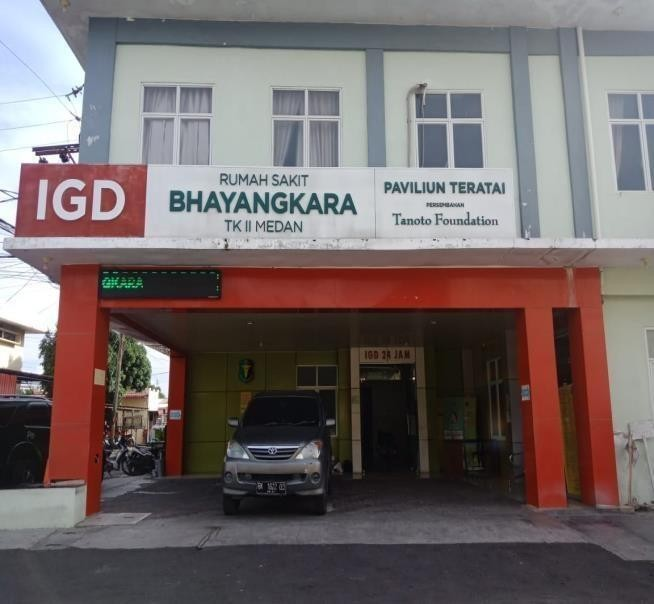 IGD
RUMAH SAKIT
BHAYANGKARA
TK II MEDAN
PAVILIUN TERATAI
PERSEMBAHAN
Tanoto Foundation
GKARA
IGD 24 JAM